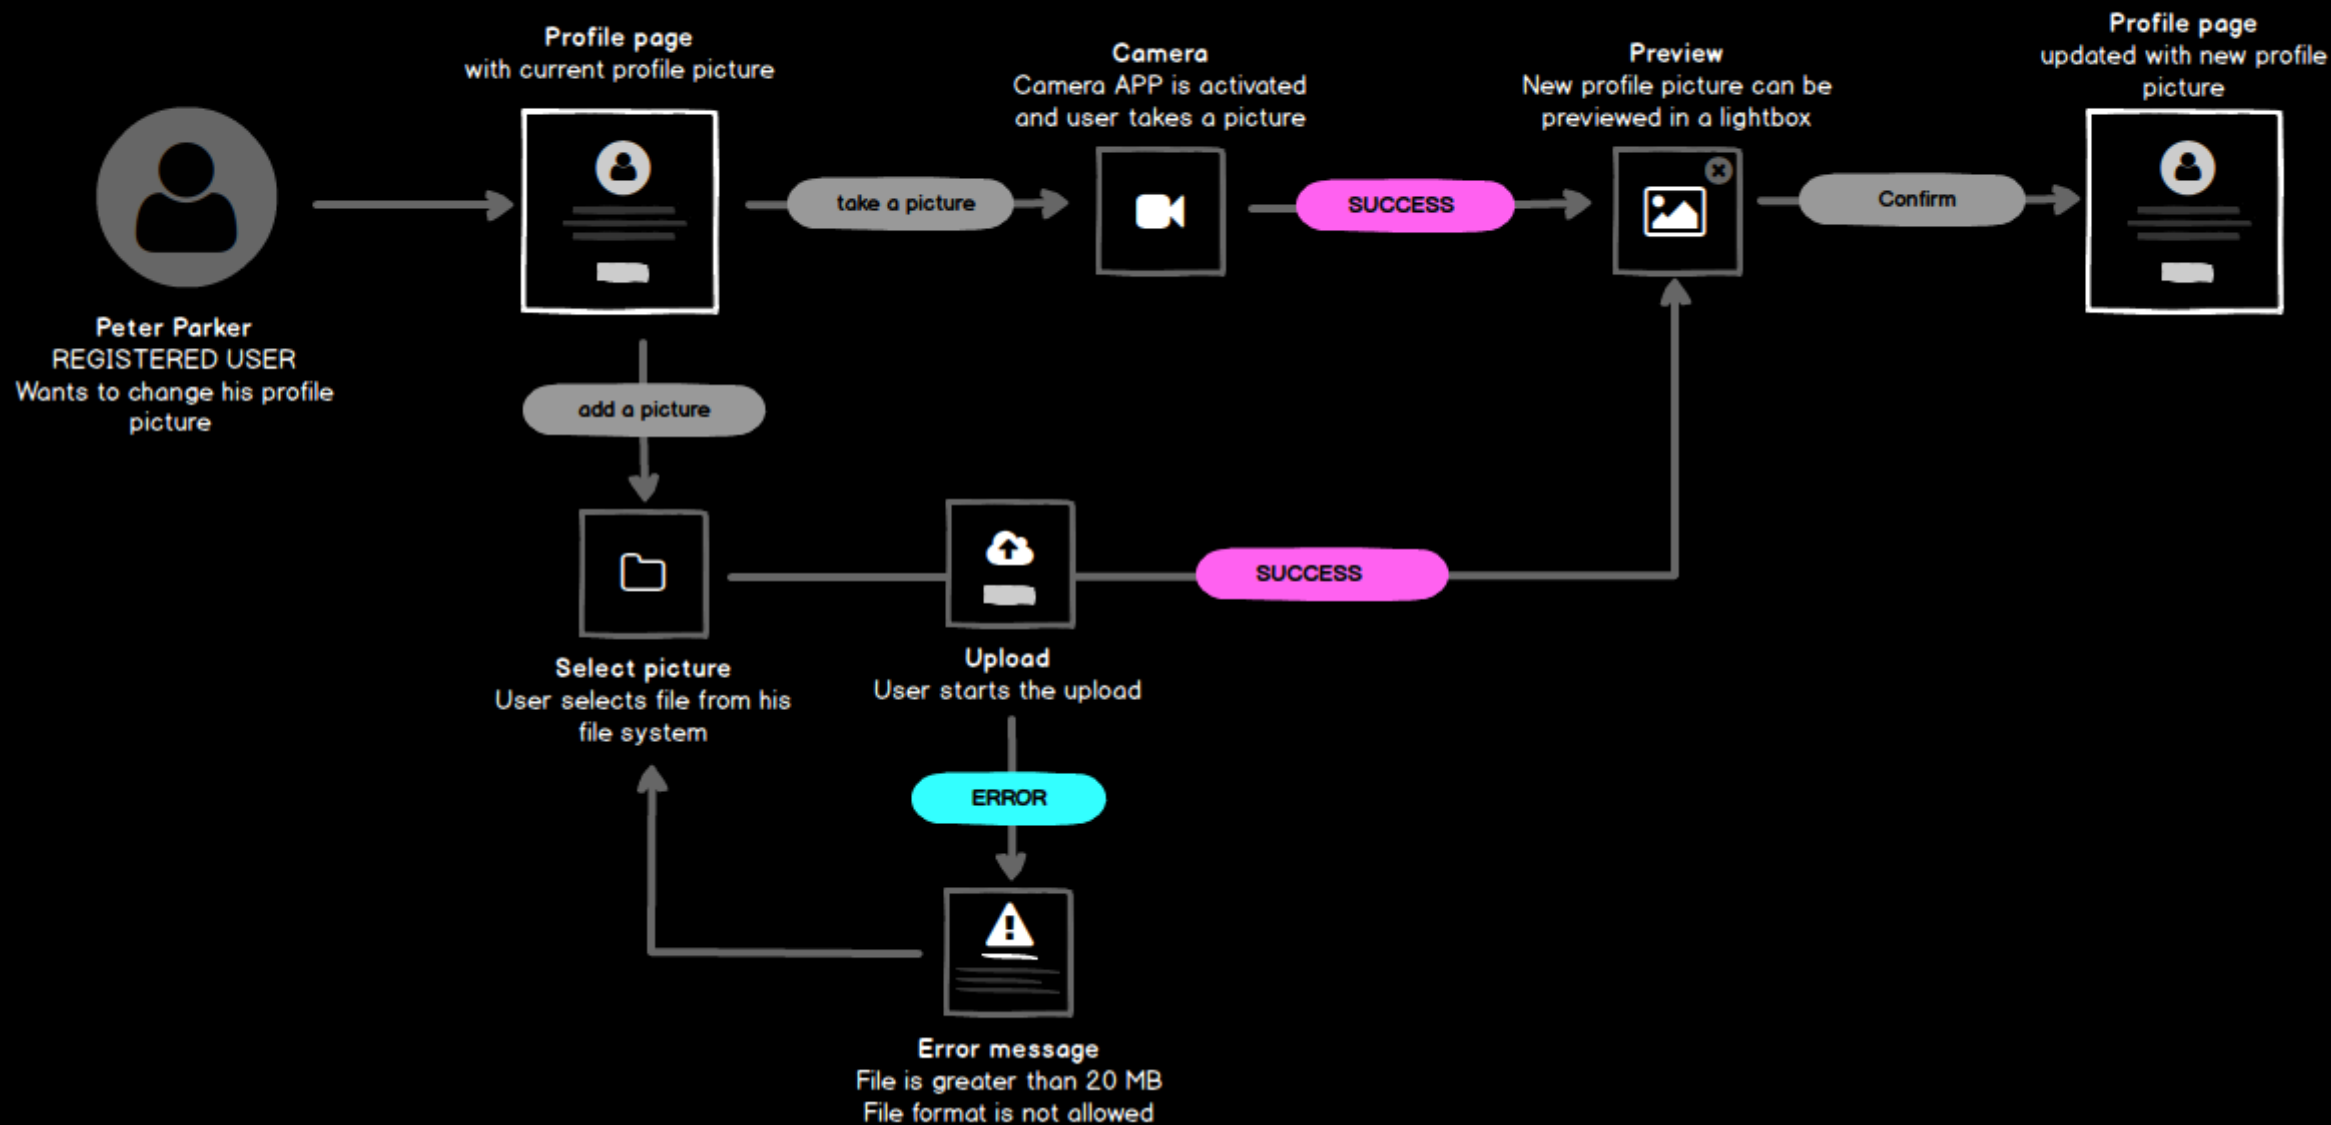 Profile page
with current profile picture
Camera
Camera APP is activated
and user takes a picture
Preview
New profile picture can be
previewed in a lightbox
Profile page
updated with new profile
picture
take a picture
SUCCESS
Confirm
Peter Parker
REGISTERED USER
Wants to change his profile
picture
add a picture
SUCCESS
Select picture
User selects file from his
file system
Upload
User starts the upload
ERROR
Error message
File is greater than 20 MB
File format is not allowed